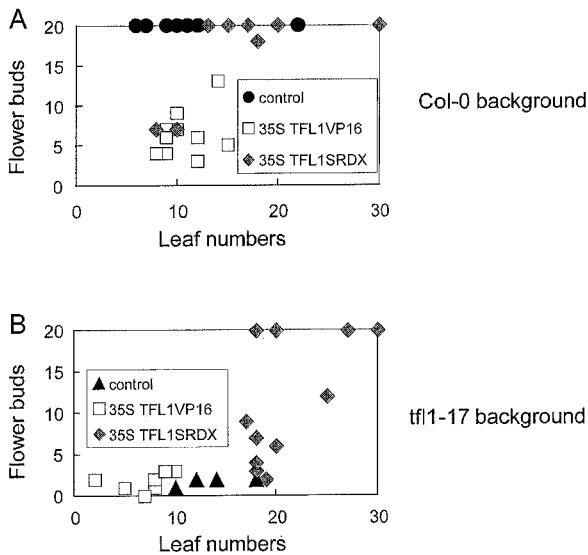 A
20
15
10
5
0
Flower buds
control
35S TFL1VP16
35S TFL1SRDX
0 10 20 30
Leaf numbers
Col-0 background
B
20
15
10
5
0
Flower buds
control
35S TFL1VP16
35S TFL1SRDX
0 10 20 30
Leaf numbers
tfl1-17 background